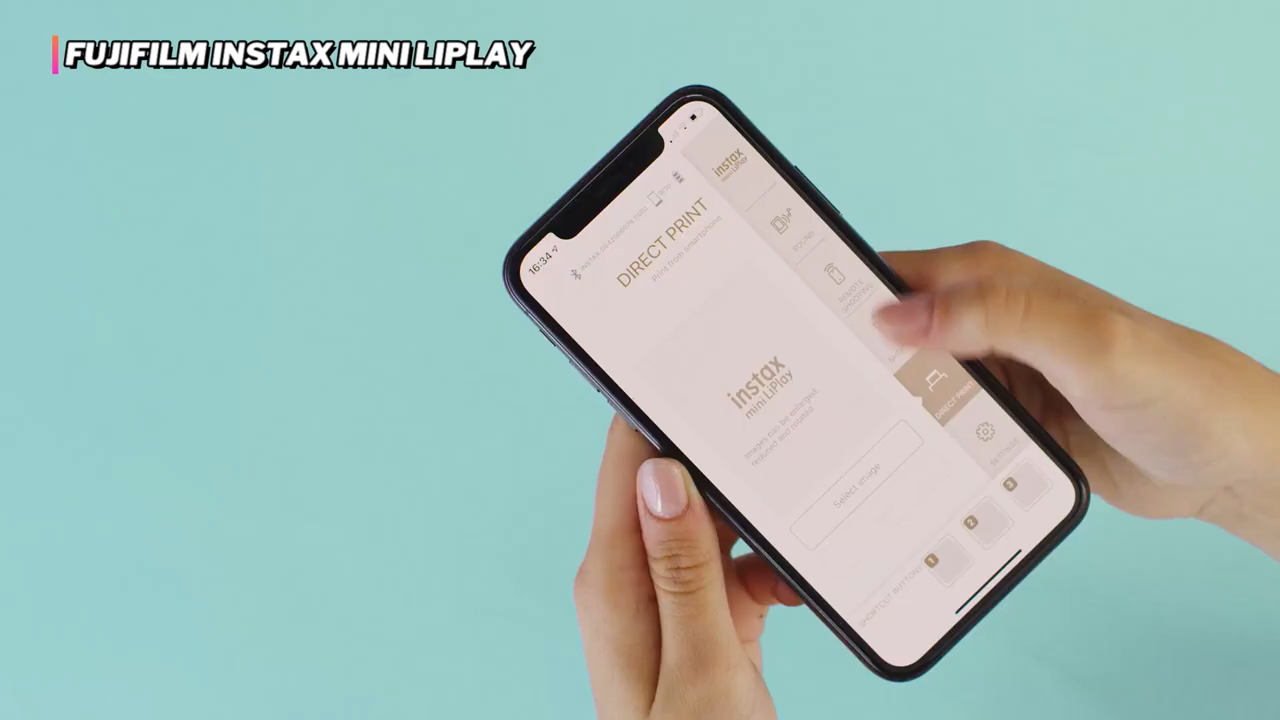 FUJIFILM INSTAX MINI LIPLAY
16:34
DIRECT PRINT
Print from smartphone
instax
mini LiPlay
Images can be enlarged,
reduced and rotated
Select image
SHORTCUT BUTTONS
1
2
3
instax
mini LiPlay
SOUND
REMOTE
SHOOTING
DIRECT PRINT
SETTINGS